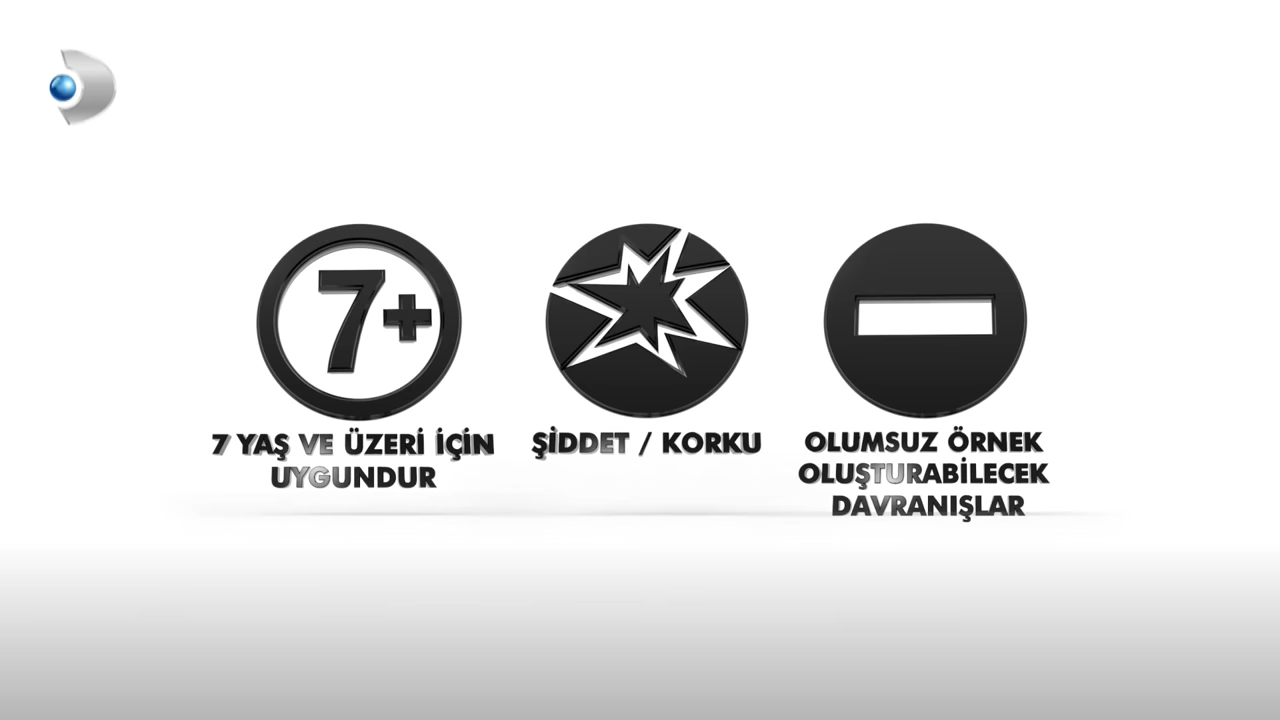 7+
7 YAŞ VE ÜZERİ İÇİN
UYGUNDUR
ŞİDDET / KORKU
OLUMSUZ ÖRNEK
OLUŞTURABİLECEK
DAVRANIŞLAR